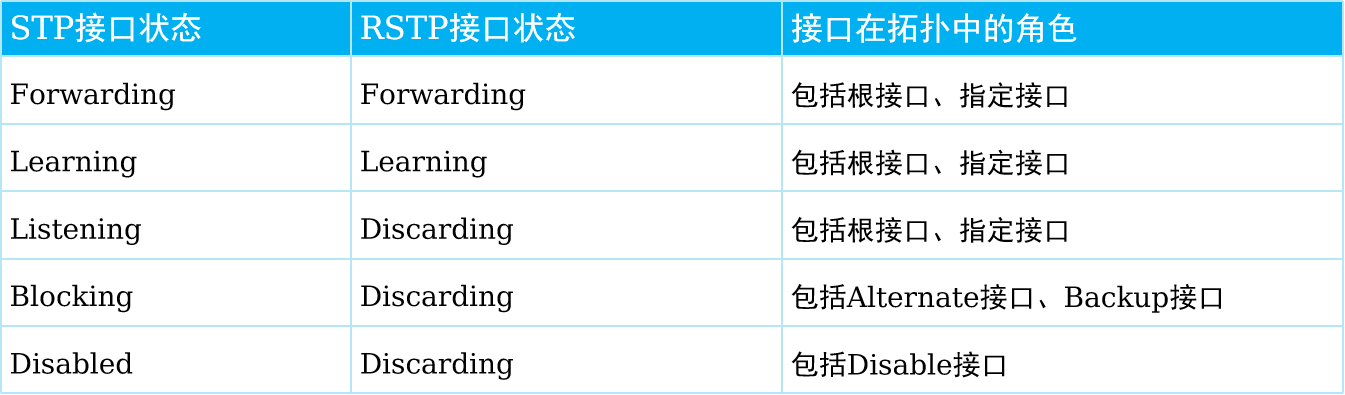 STP接口状态 RSTP接口状态 接口在拓扑中的角色
Forwarding Forwarding 包括根接口、指定接口
Learning Learning 包括根接口、指定接口
Listening Discarding 包括根接口、指定接口
Blocking Discarding 包括Alternate接口、Backup接口
Disabled Discarding 包括Disable接口